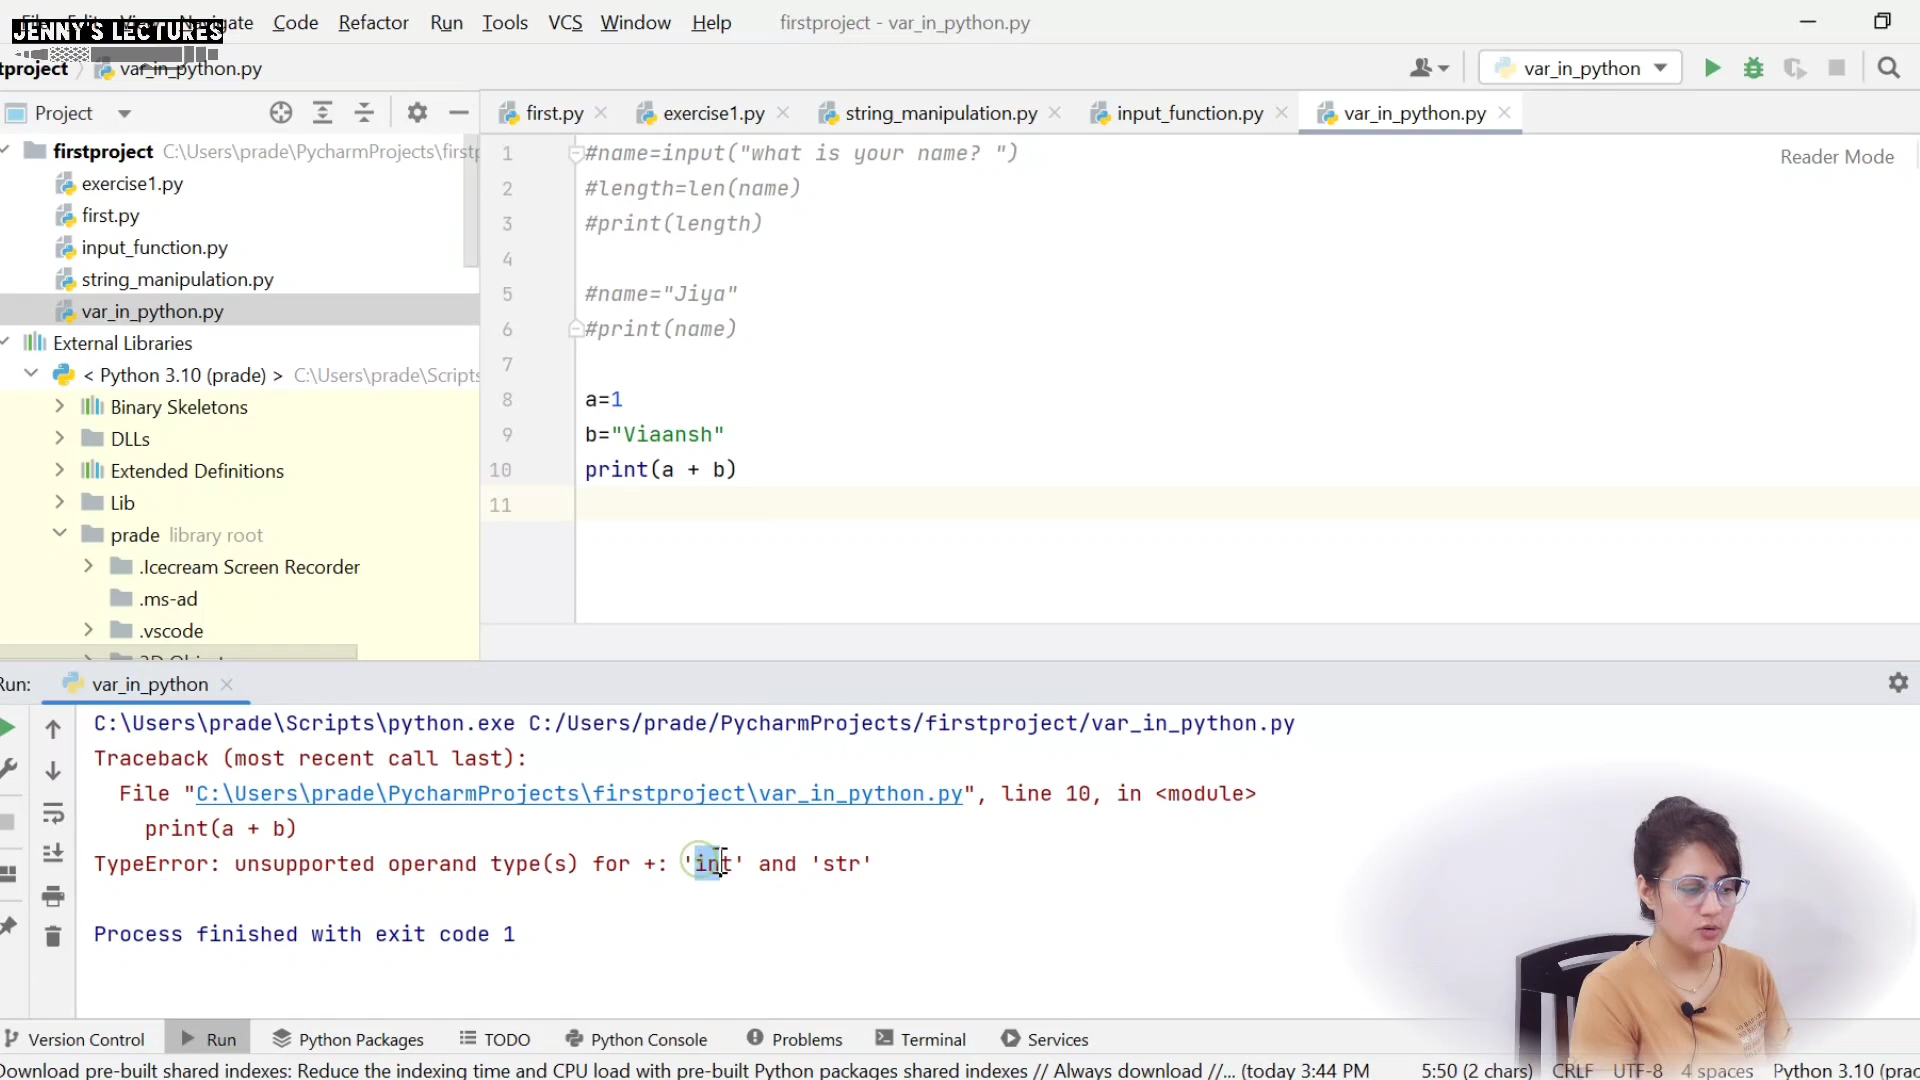 File Edit View Navigate Code Refactor Run Tools VCS Window Help firstproject - var_in_python.py
JENNY'S LECTURES
tproject var_in_python.py
var_in_python
Project
first.py exercise1.py string_manipulation.py input_function.py var_in_python.py
firstproject C:\Users\prade\PycharmProjects\first
exercise1.py
first.py
input_function.py
string_manipulation.py
var_in_python.py
External Libraries
< Python 3.10 (prade) > C:\Users\prade\Scripts
Binary Skeletons
DLLs
Extended Definitions
Lib
prade library root
.Icecream Screen Recorder
.ms-ad
.vscode
Reader Mode
1 #name=input("what is your name? ")
2 #length=len(name)
3 #print(length)
4
5 #name="Jiya"
6 #print(name)
7
8 a=1
9 b="Viaansh"
10 print(a + b)
11
Run: var_in_python
C:\Users\prade\Scripts\python.exe C:/Users/prade/PycharmProjects/firstproject/var_in_python.py
Traceback (most recent call last):
File "C:\Users\prade\PycharmProjects\firstproject\var_in_python.py", line 10, in <module>
print(a + b)
TypeError: unsupported operand type(s) for +: 'int' and 'str'
Process finished with exit code 1
Version Control Run Python Packages TODO Python Console Problems Terminal Services
Download pre-built shared indexes: Reduce the indexing time and CPU load with pre-built Python packages shared indexes // Always download //... (today 3:44 PM 5:50 (2 chars) CRLF UTF-8 4 spaces Python 3.10 (prad